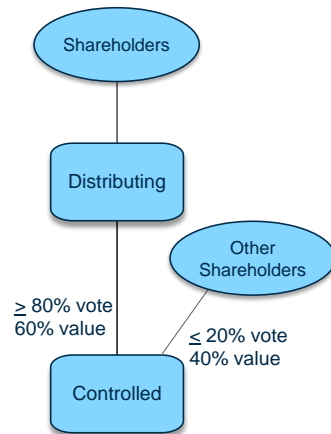 Shareholders
Distributing
Other
Shareholders
≥ 80% vote
60% value
≤ 20% vote
40% value
Controlled